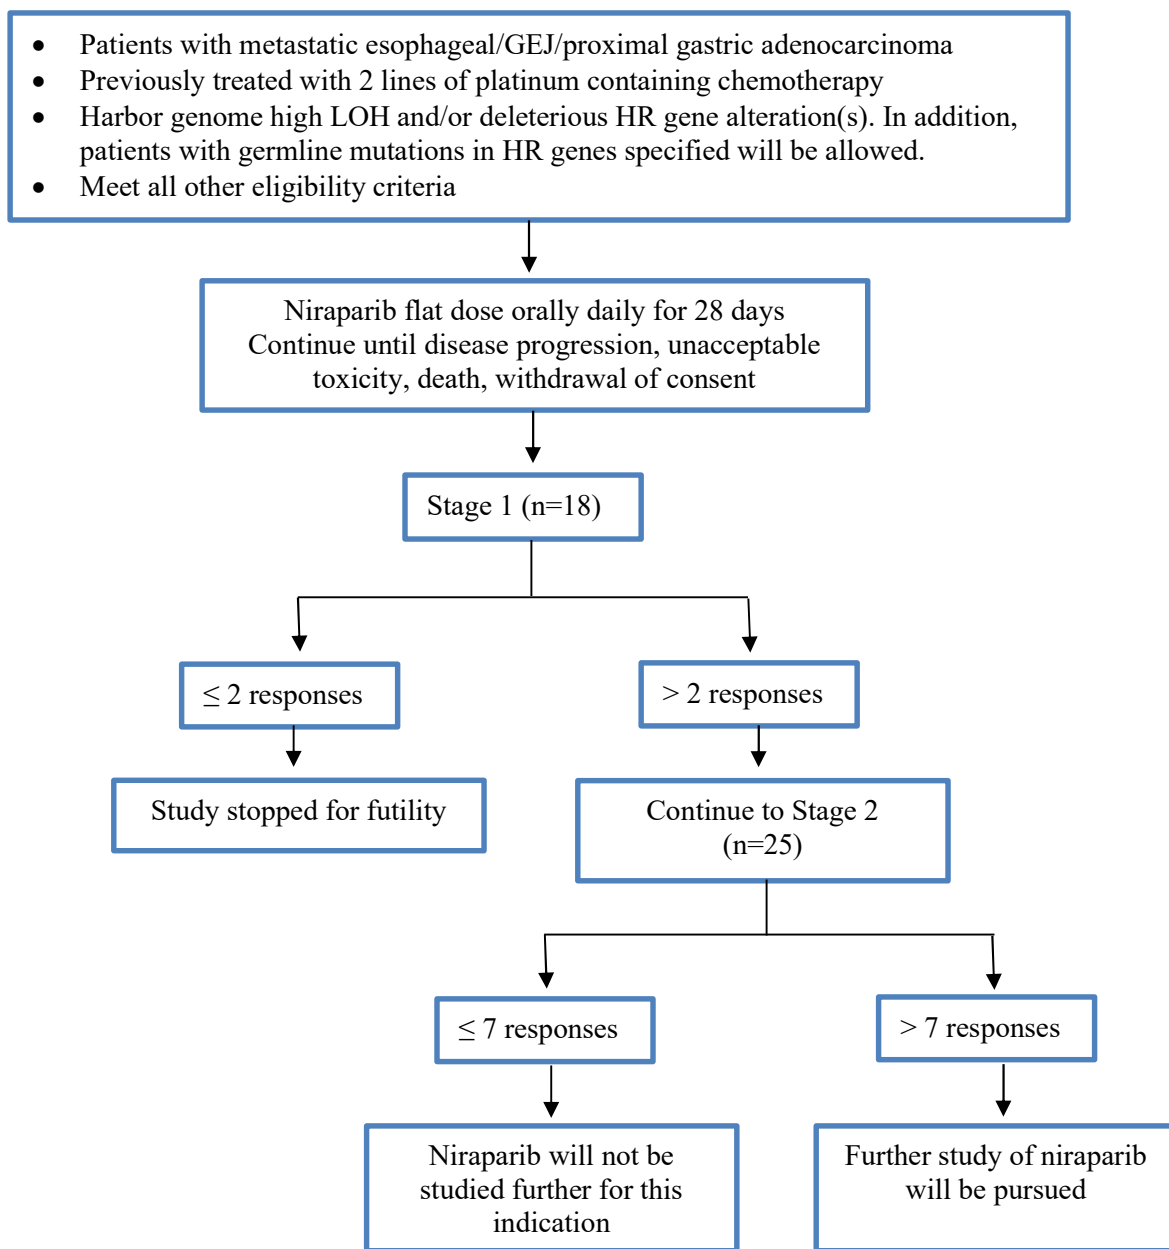 • Patients with metastatic esophageal/GEJ/proximal gastric adenocarcinoma
• Previously treated with 2 lines of platinum containing chemotherapy
• Harbor genome high LOH and/or deleterious HR gene alteration(s). In addition,
patients with germline mutations in HR genes specified will be allowed.
• Meet all other eligibility criteria
Niraparib flat dose orally daily for 28 days
Continue until disease progression, unacceptable
toxicity, death, withdrawal of consent
Stage 1 (n=18)
≤ 2 responses
> 2 responses
Study stopped for futility
Continue to Stage 2
(n=25)
≤ 7 responses
> 7 responses
Niraparib will not be
studied further for this
indication
Further study of niraparib
will be pursued